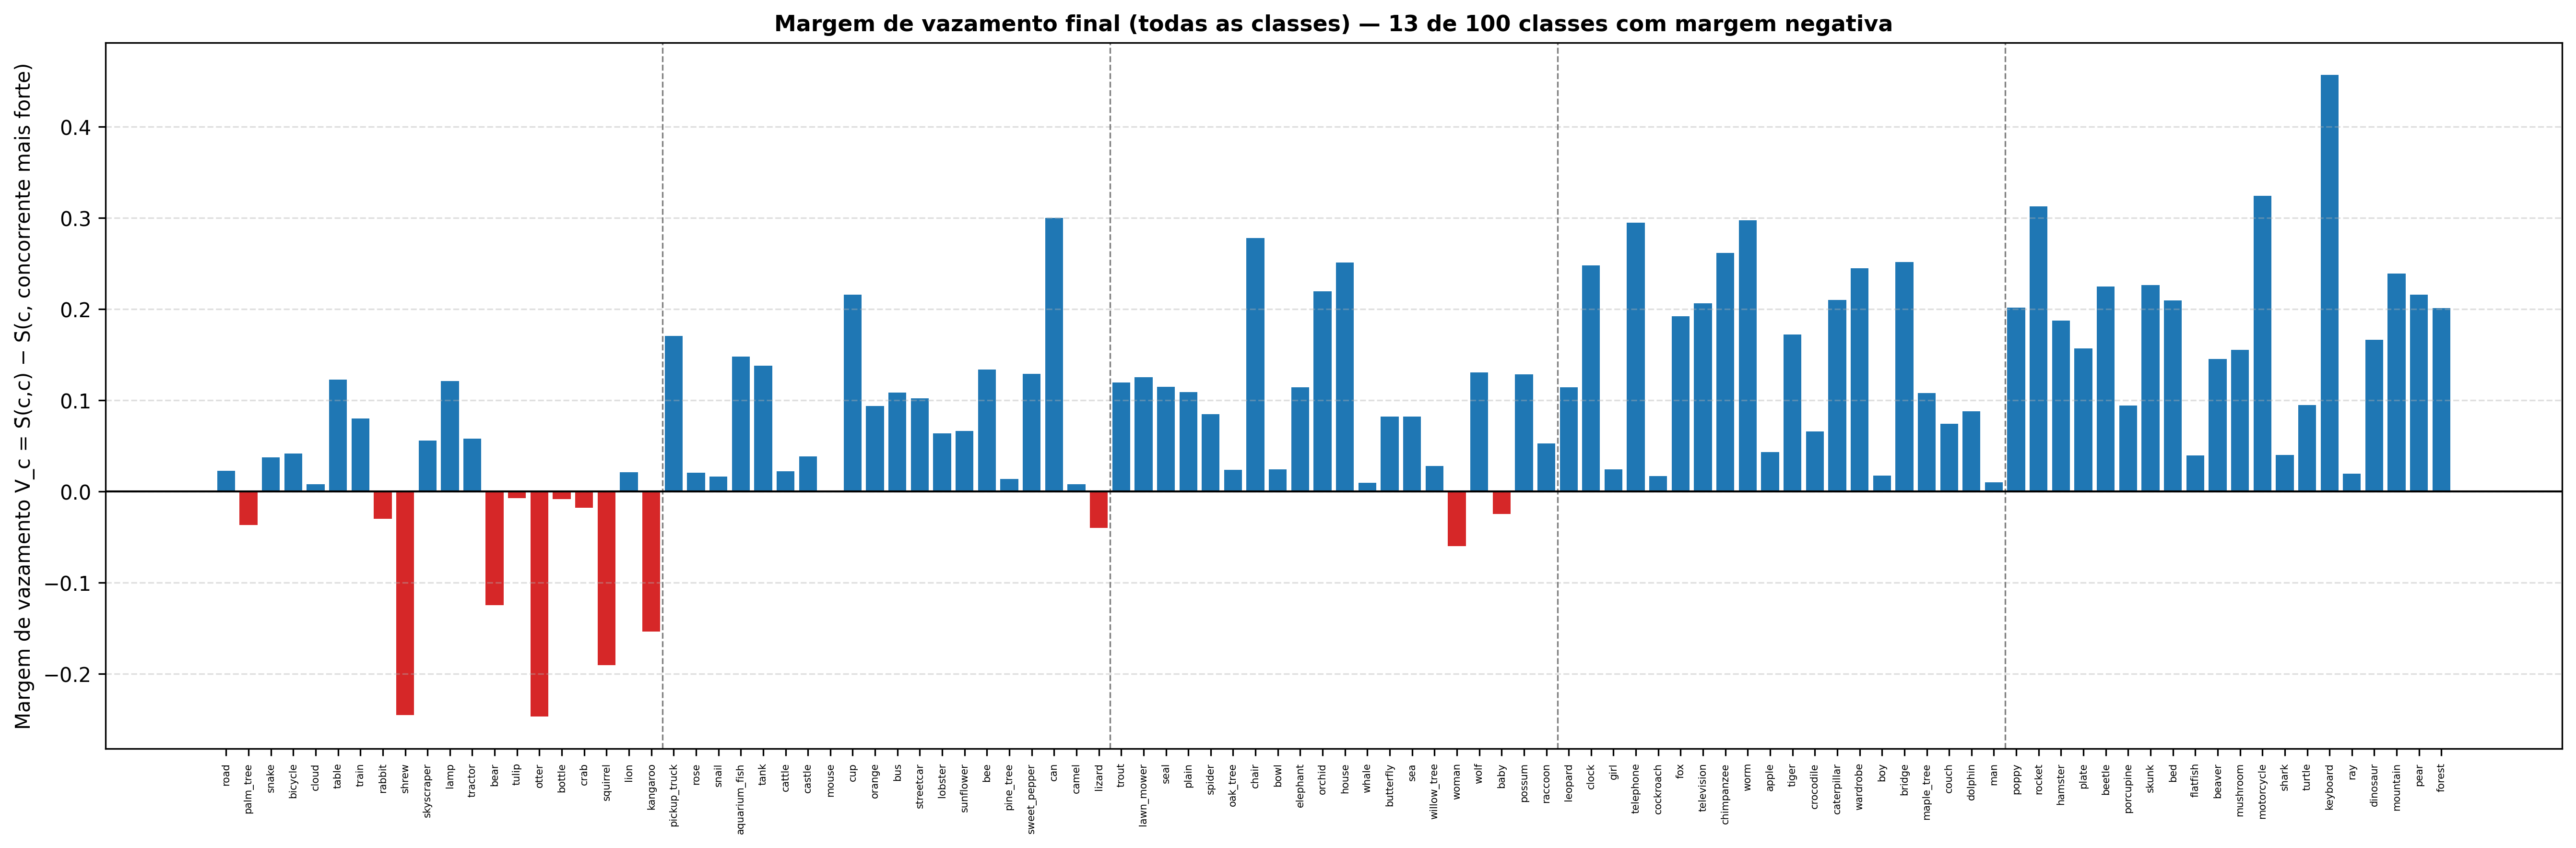 Margem de vazamento final (todas as classes) — 13 de 100 classes com margem negativa
Margem de vazamento V_c = S(c,c) − S(c, concorrente mais forte)
0.4
0.3
0.2
0.1
0.0
−0.1
−0.2
road
palm_tree
snake
bicycle
cloud
table
train
rabbit
shrew
skyscraper
lamp
tractor
bear
tulip
otter
bottle
crab
squirrel
lion
kangaroo
pickup_truck
rose
snail
aquarium_fish
tank
cattle
castle
mouse
cup
orange
bus
streetcar
lobster
sunflower
bee
pine_tree
sweet_pepper
can
camel
lizard
trout
lawn_mower
seal
plain
spider
oak_tree
chair
bowl
elephant
orchid
house
whale
butterfly
sea
willow_tree
woman
wolf
baby
possum
raccoon
leopard
clock
girl
telephone
cockroach
fox
television
chimpanzee
worm
apple
tiger
crocodile
caterpillar
wardrobe
boy
bridge
maple_tree
couch
dolphin
man
poppy
rocket
hamster
plate
beetle
porcupine
skunk
bed
flatfish
beaver
mushroom
motorcycle
shark
turtle
keyboard
ray
dinosaur
mountain
pear
forest